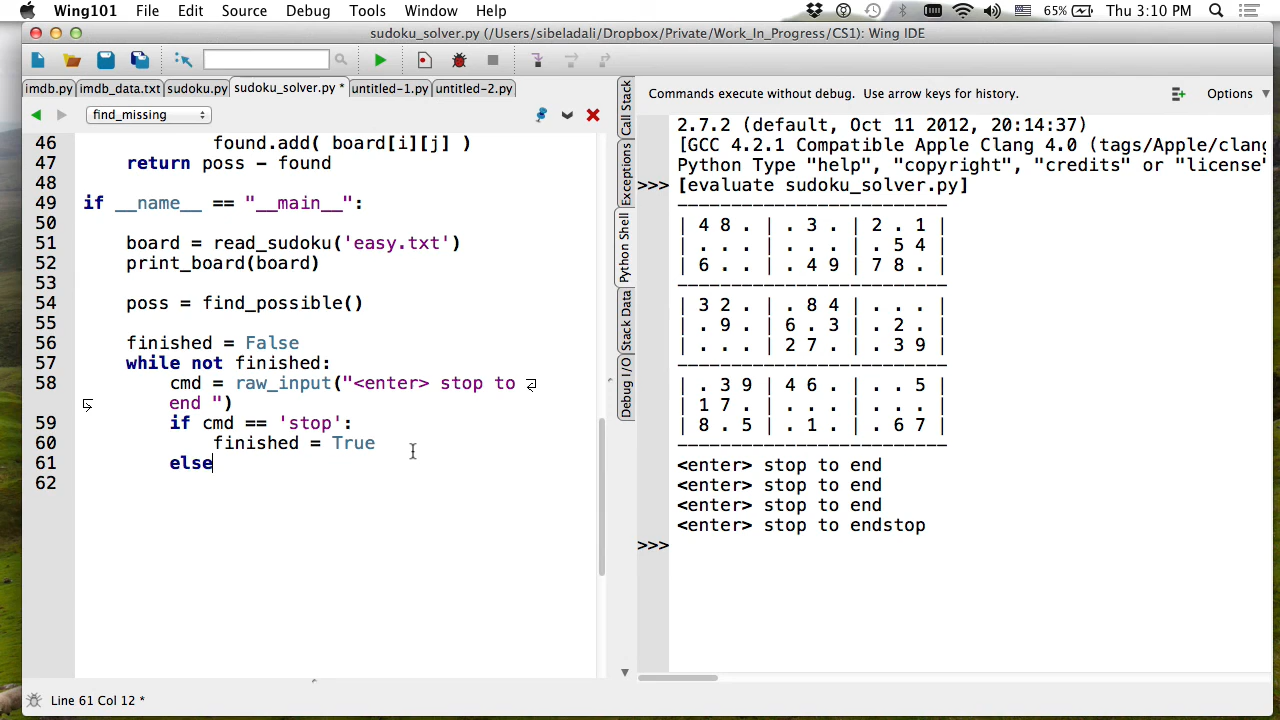 Wing101 File Edit Source Debug Tools Window Help 65% Thu 3:10 PM
sudoku_solver.py (/Users/sibeladali/Dropbox/Private/Work_In_Progress/CS1): Wing IDE
imdb.py imdb_data.txt sudoku.py sudoku_solver.py * untitled-1.py untitled-2.py
find_missing
46 found.add( board[i][j] )
47 return poss - found
48
49 if __name__ == "__main__":
50
51 board = read_sudoku('easy.txt')
52 print_board(board)
53
54 poss = find_possible()
55
56 finished = False
57 while not finished:
58 cmd = raw_input("<enter> stop to
end ")
59 if cmd == 'stop':
60 finished = True
61 else
62
Line 61 Col 12 *
Call Stack
Exceptions
Python Shell
Stack Data
Debug I/O
Commands execute without debug. Use arrow keys for history. Options
2.7.2 (default, Oct 11 2012, 20:14:37)
[GCC 4.2.1 Compatible Apple Clang 4.0 (tags/Apple/clang
Python Type "help", "copyright", "credits" or "license"
>>> [evaluate sudoku_solver.py]
-------------------------
| 4 8 . | . 3 . | 2 . 1 |
| . . . | . . . | . 5 4 |
| 6 . . | . 4 9 | 7 8 . |
-------------------------
| 3 2 . | . 8 4 | . . . |
| . 9 . | 6 . 3 | . 2 . |
| . . . | 2 7 . | . 3 9 |
-------------------------
| . 3 9 | 4 6 . | . . 5 |
| 1 7 . | . . . | . . . |
| 8 . 5 | . 1 . | . 6 7 |
-------------------------
<enter> stop to end
<enter> stop to end
<enter> stop to end
<enter> stop to endstop
>>>